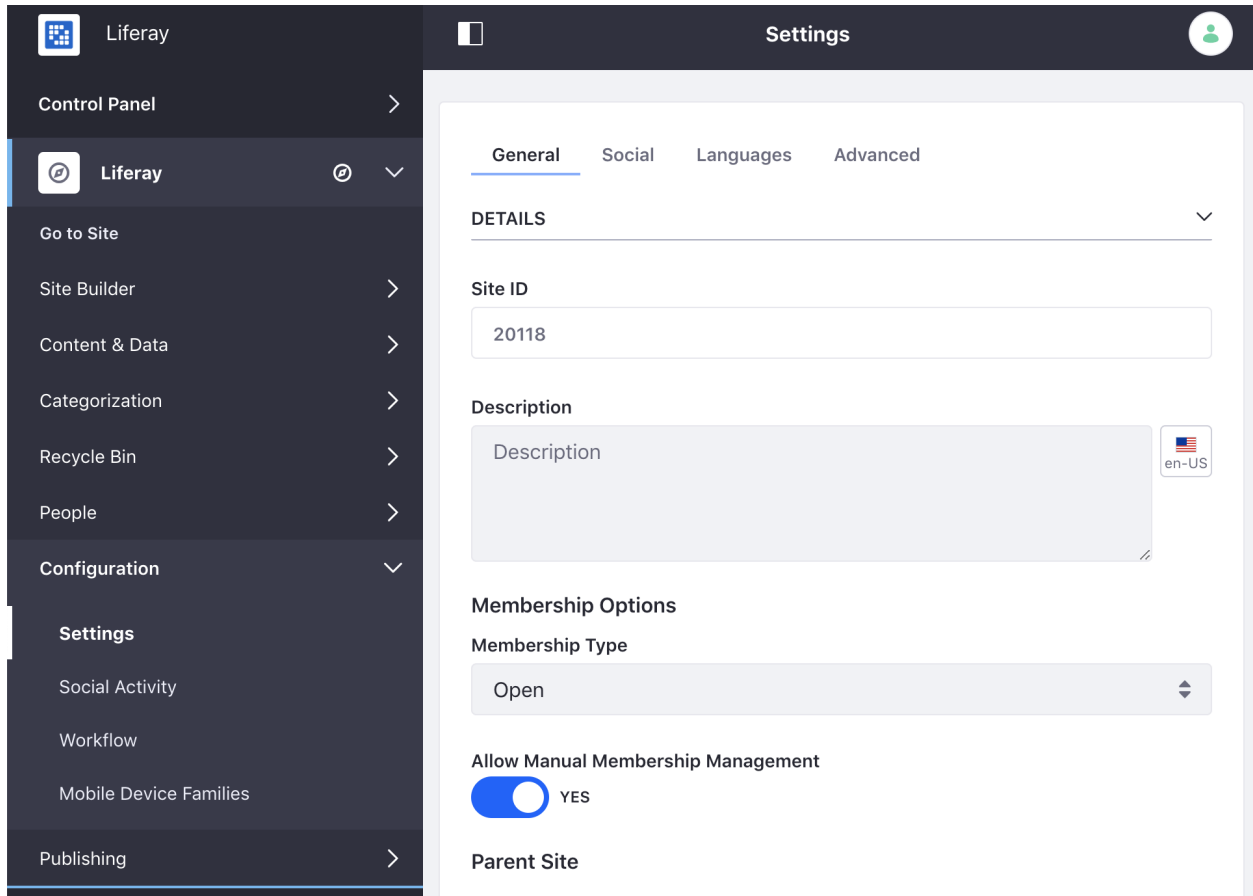 Liferay
Control Panel
Liferay
Go to Site
Site Builder
Content & Data
Categorization
Recycle Bin
People
Configuration
Settings
Social Activity
Workflow
Mobile Device Families
Publishing
Settings
General Social Languages Advanced
DETAILS
Site ID
20118
Description
Description
en-US
Membership Options
Membership Type
Open
Allow Manual Membership Management
YES
Parent Site